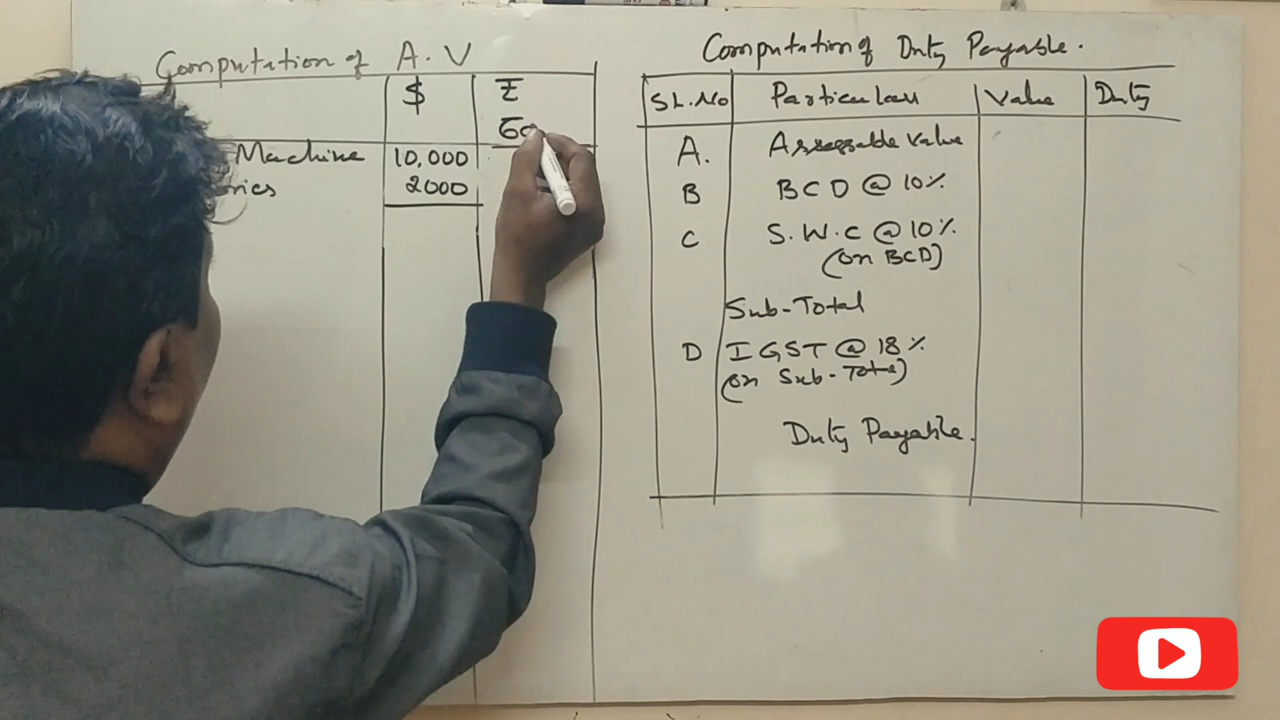 Computation of A.V
$ ₹
Machine 10,000
2000
Computation of Duty Payable.
SL.No Particulars Value Duty
A. Assessable Value
B BCD @ 10%
C S.W.C @ 10%
(on BCD)
Sub-Total
D IGST @ 18%
(on Sub-Total)
Duty Payable.